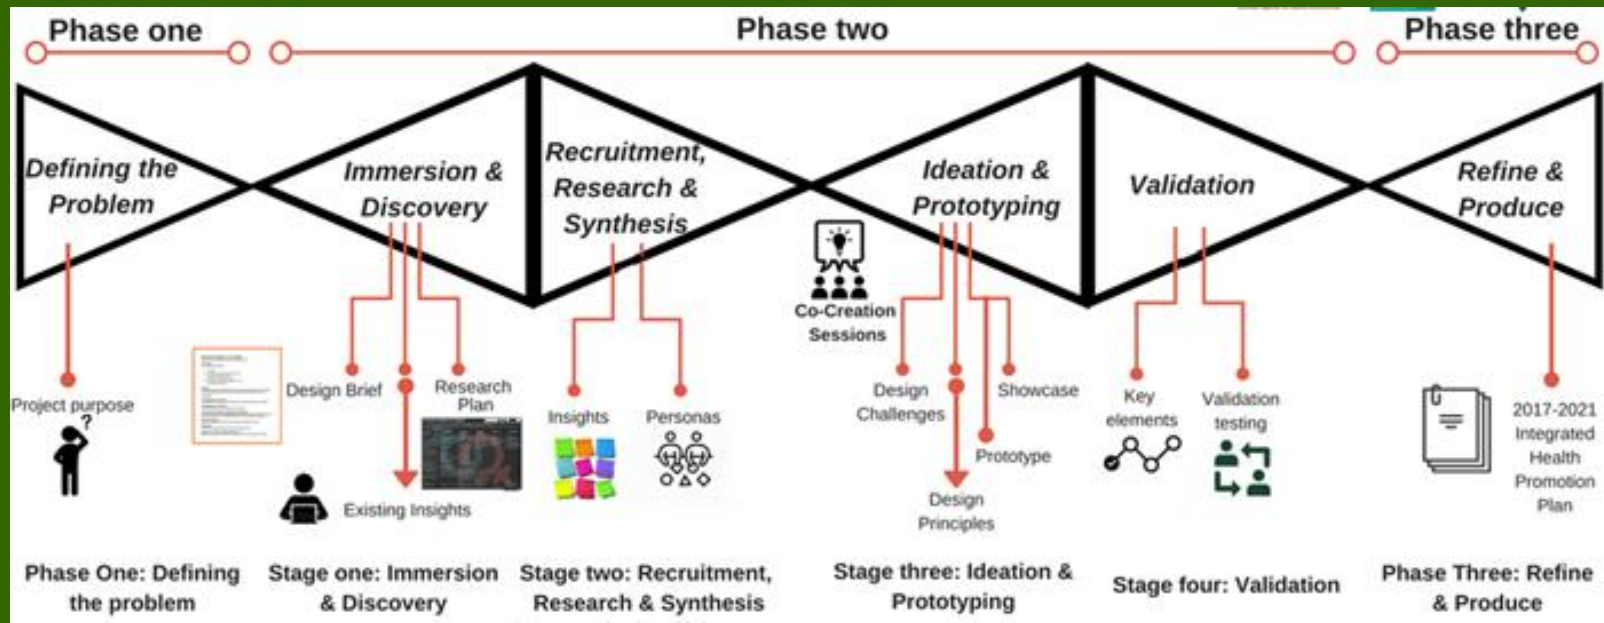 Phase one
Phase two
Phase three
Defining the
Problem
Immersion &
Discovery
Recruitment,
Research &
Synthesis
Ideation &
Prototyping
Validation
Refine &
Produce
Co-Creation
Sessions
Project purpose
?
Design Brief
Research
Plan
Existing Insights
Insights
Personas
Design
Challenges
Showcase
Prototype
Design
Principles
Key
elements
Validation
testing
2017-2021
Integrated
Health
Promotion
Plan
Phase One: Defining
the problem
Stage one: Immersion
& Discovery
Stage two: Recruitment,
Research & Synthesis
Stage three: Ideation &
Prototyping
Stage four: Validation
Phase Three: Refine
& Produce